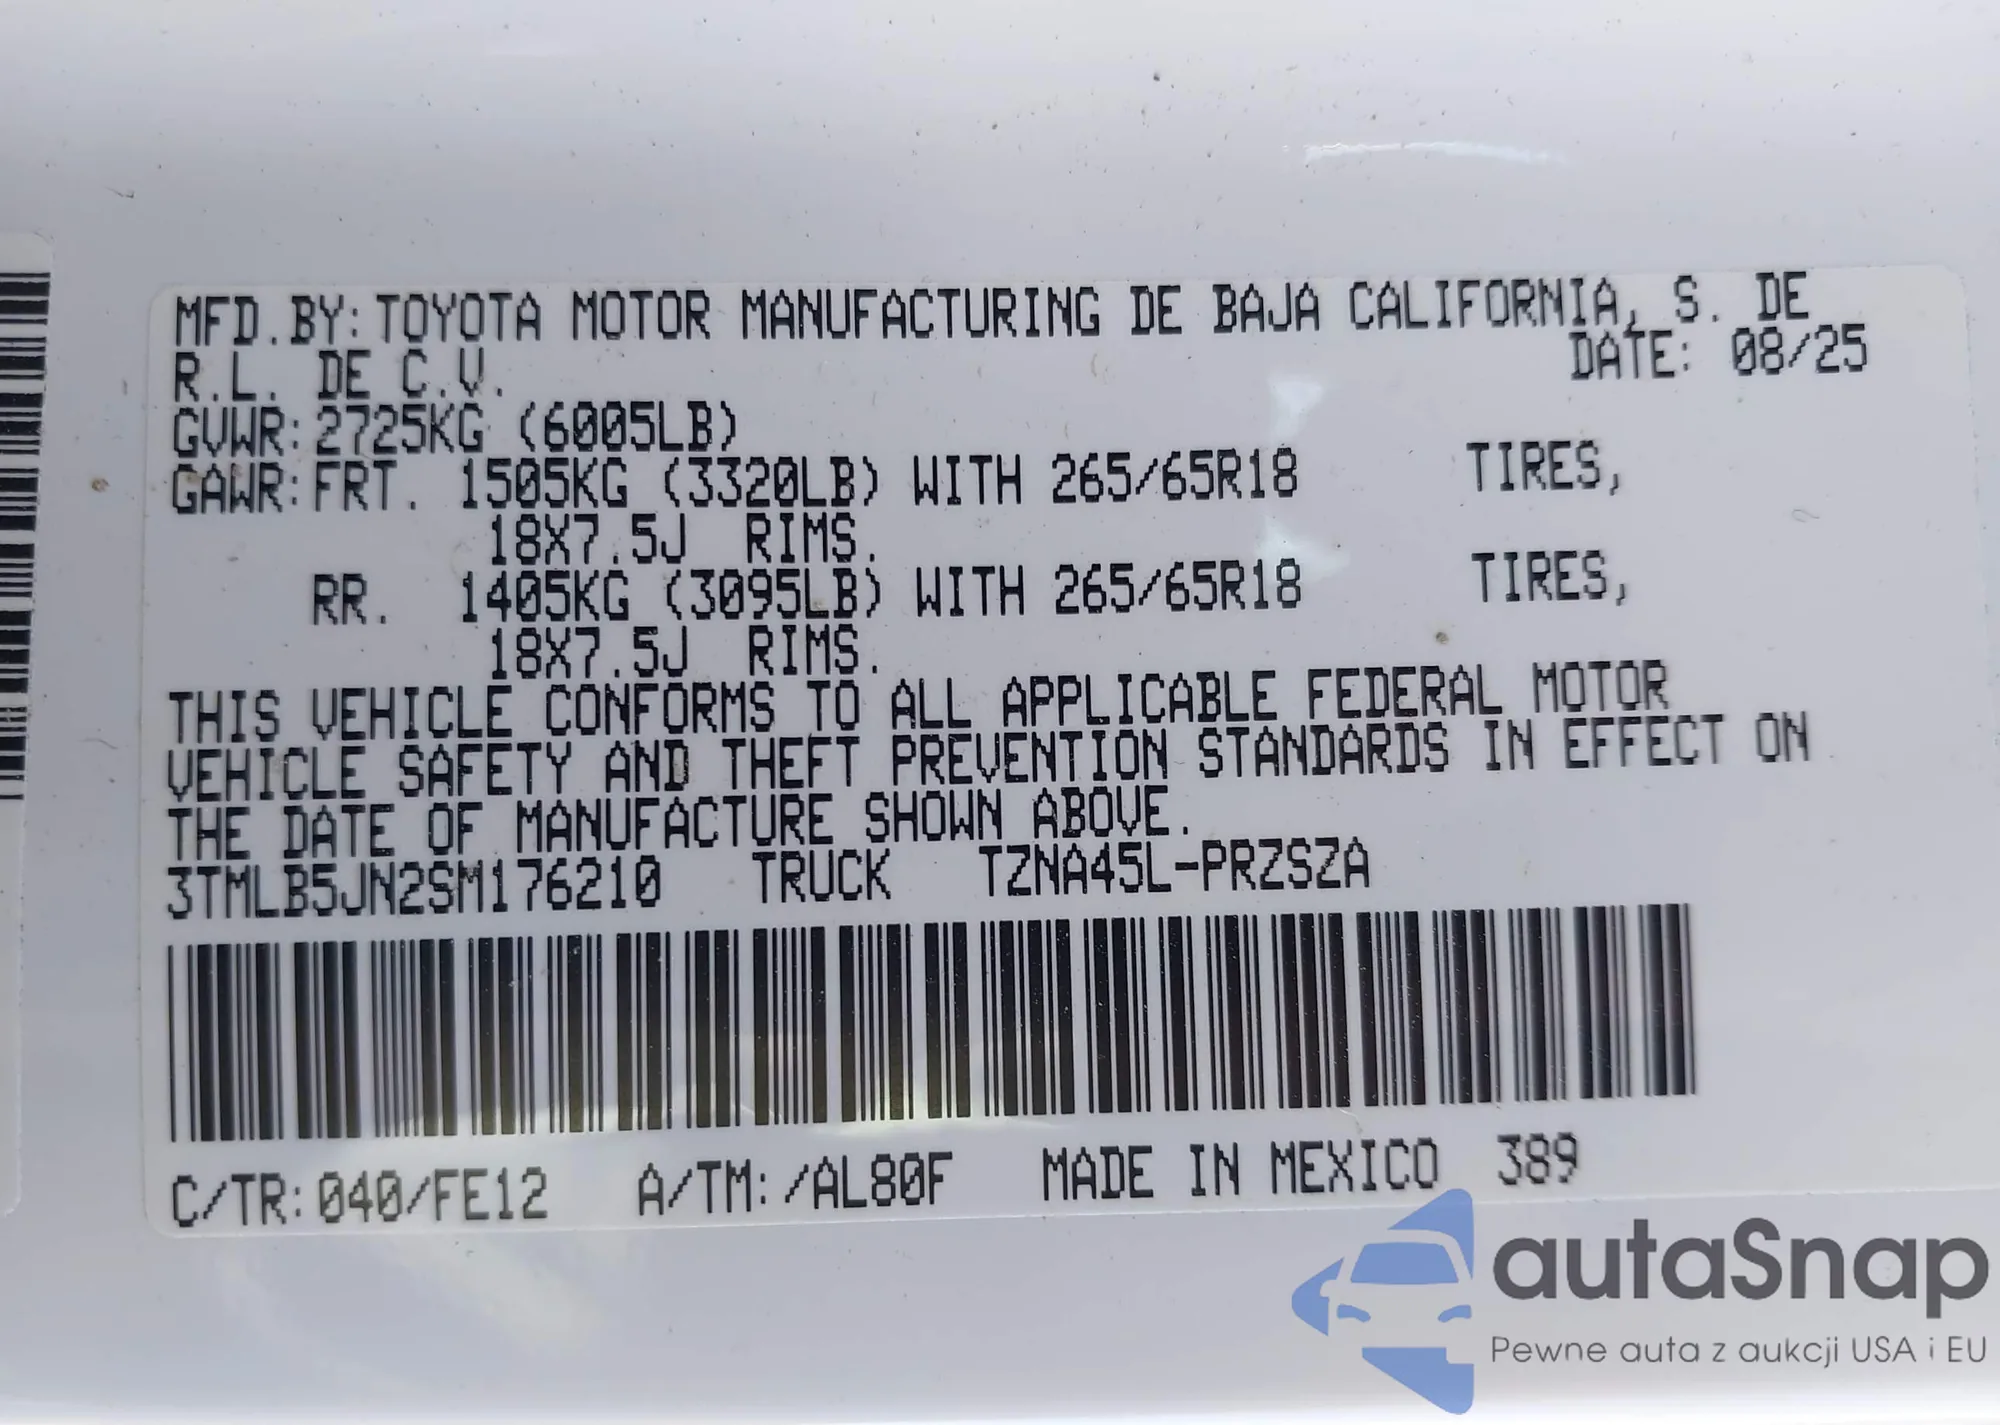 MFD.BY:TOYOTA MOTOR MANUFACTURING DE BAJA CALIFORNIA, S. DE
R.L. DE C.V. DATE: 08/25
GVWR:2725KG (6005LB)
GAWR:FRT. 1505KG (3320LB) WITH 265/65R18 TIRES,
18X7.5J RIMS.
RR. 1405KG (3095LB) WITH 265/65R18 TIRES,
18X7.5J RIMS.
THIS VEHICLE CONFORMS TO ALL APPLICABLE FEDERAL MOTOR
VEHICLE SAFETY AND THEFT PREVENTION STANDARDS IN EFFECT ON
THE DATE OF MANUFACTURE SHOWN ABOVE.
3TMLB5JN2SM176210 TRUCK TZNA45L-PRZSZA
C/TR:040/FE12 A/TM:/AL80F MADE IN MEXICO 389
autaSnap
Pewne auta z aukcji USA i EU